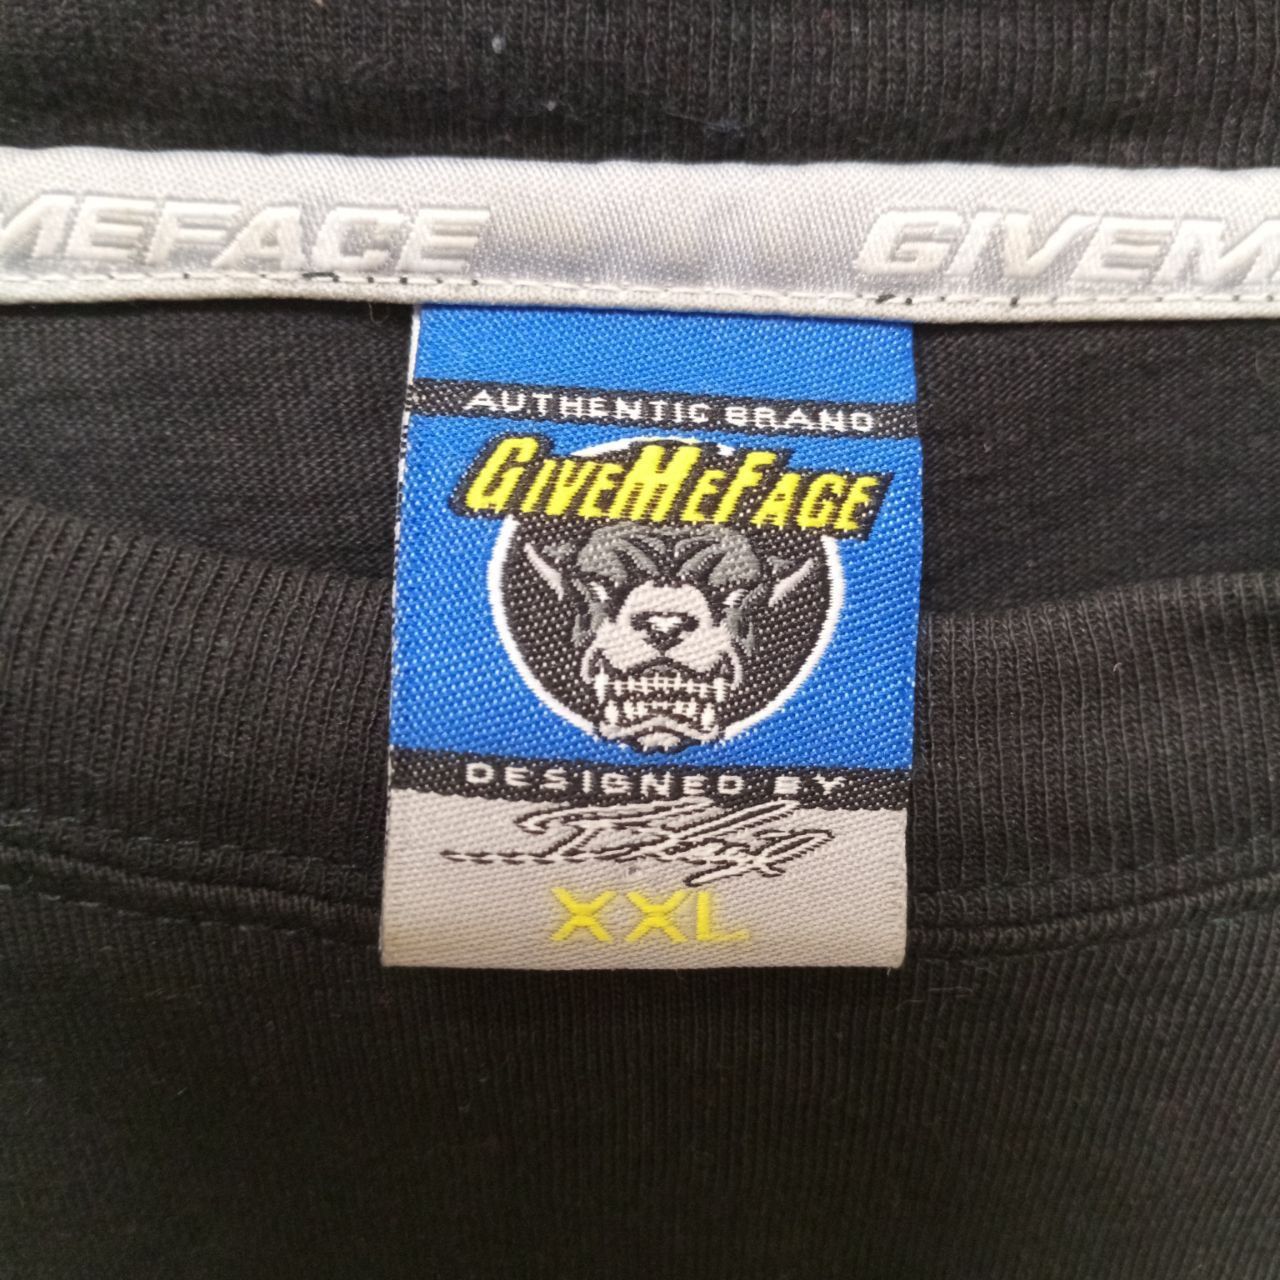 MEFACE GIVEM
AUTHENTIC BRAND
GIVEMEFACE
DESIGNED BY
XXL